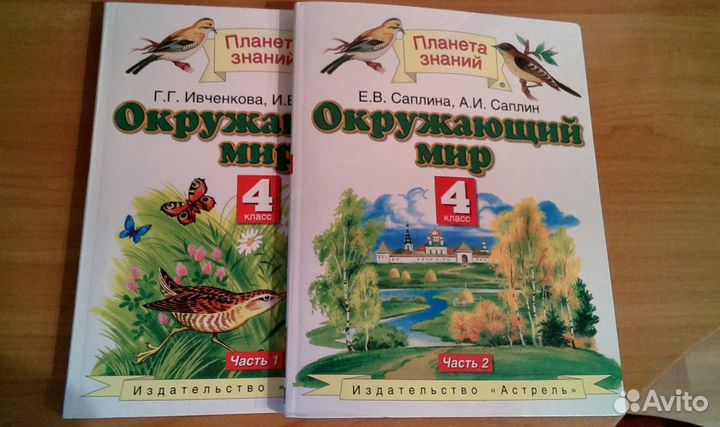 Планета
знаний
Г.Г. Ивченкова, И.В
Окружа
мир
4
класс
Часть 1
Издательство «
Планета
знаний
Е.В. Саплина, А.И. Саплин
Окружающий
мир
4
класс
Часть 2
Издательство «Астрель»
Avito